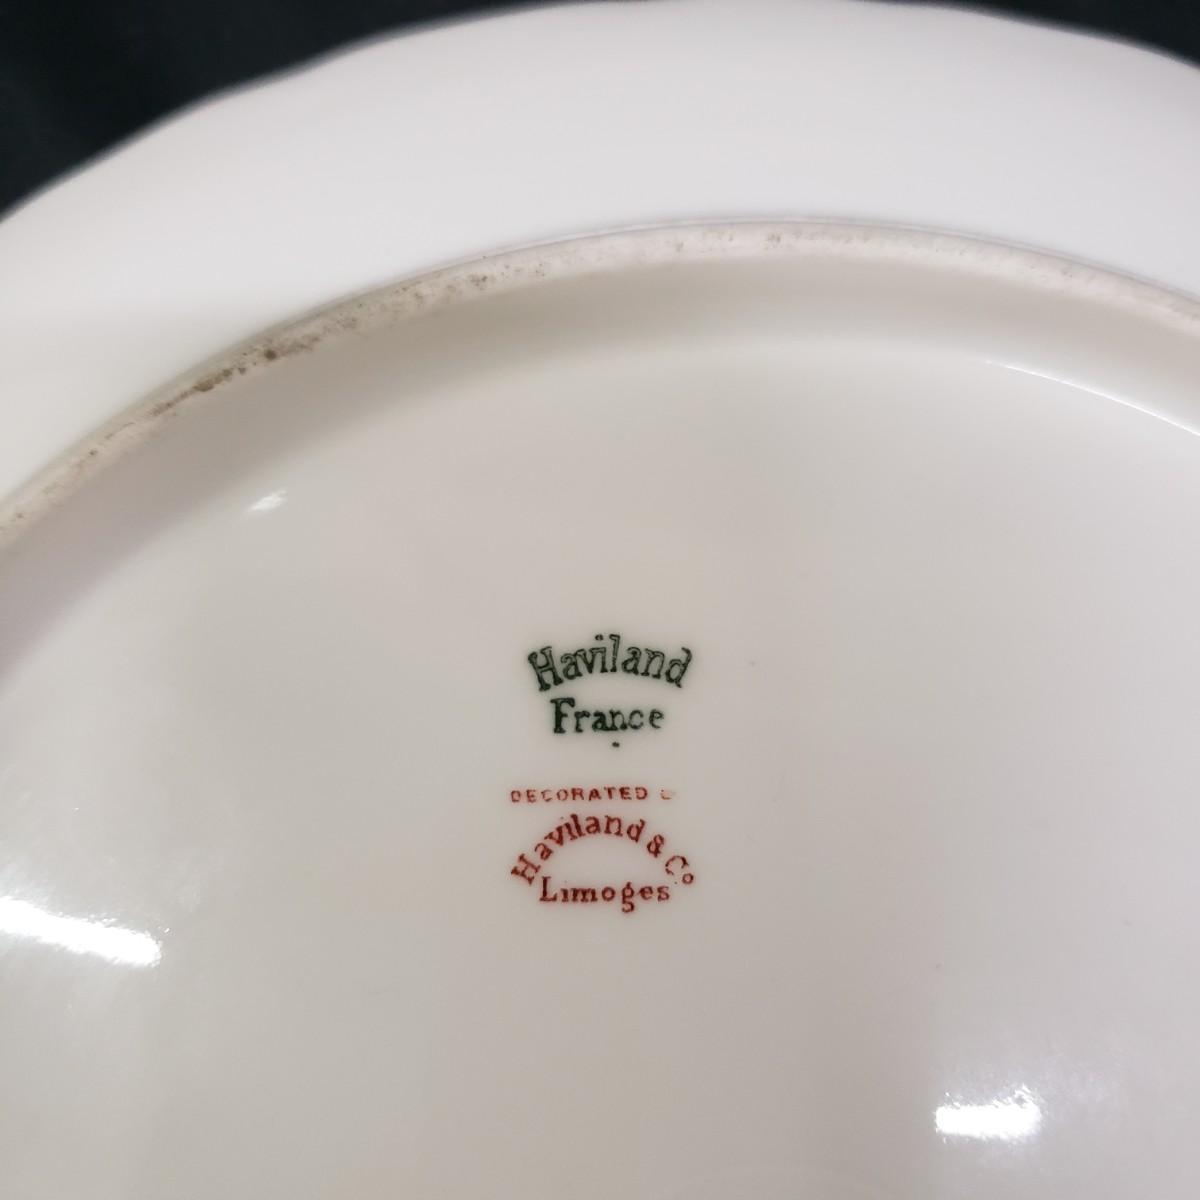 Haviland
France
DECORATED
Haviland & Co
Limoges